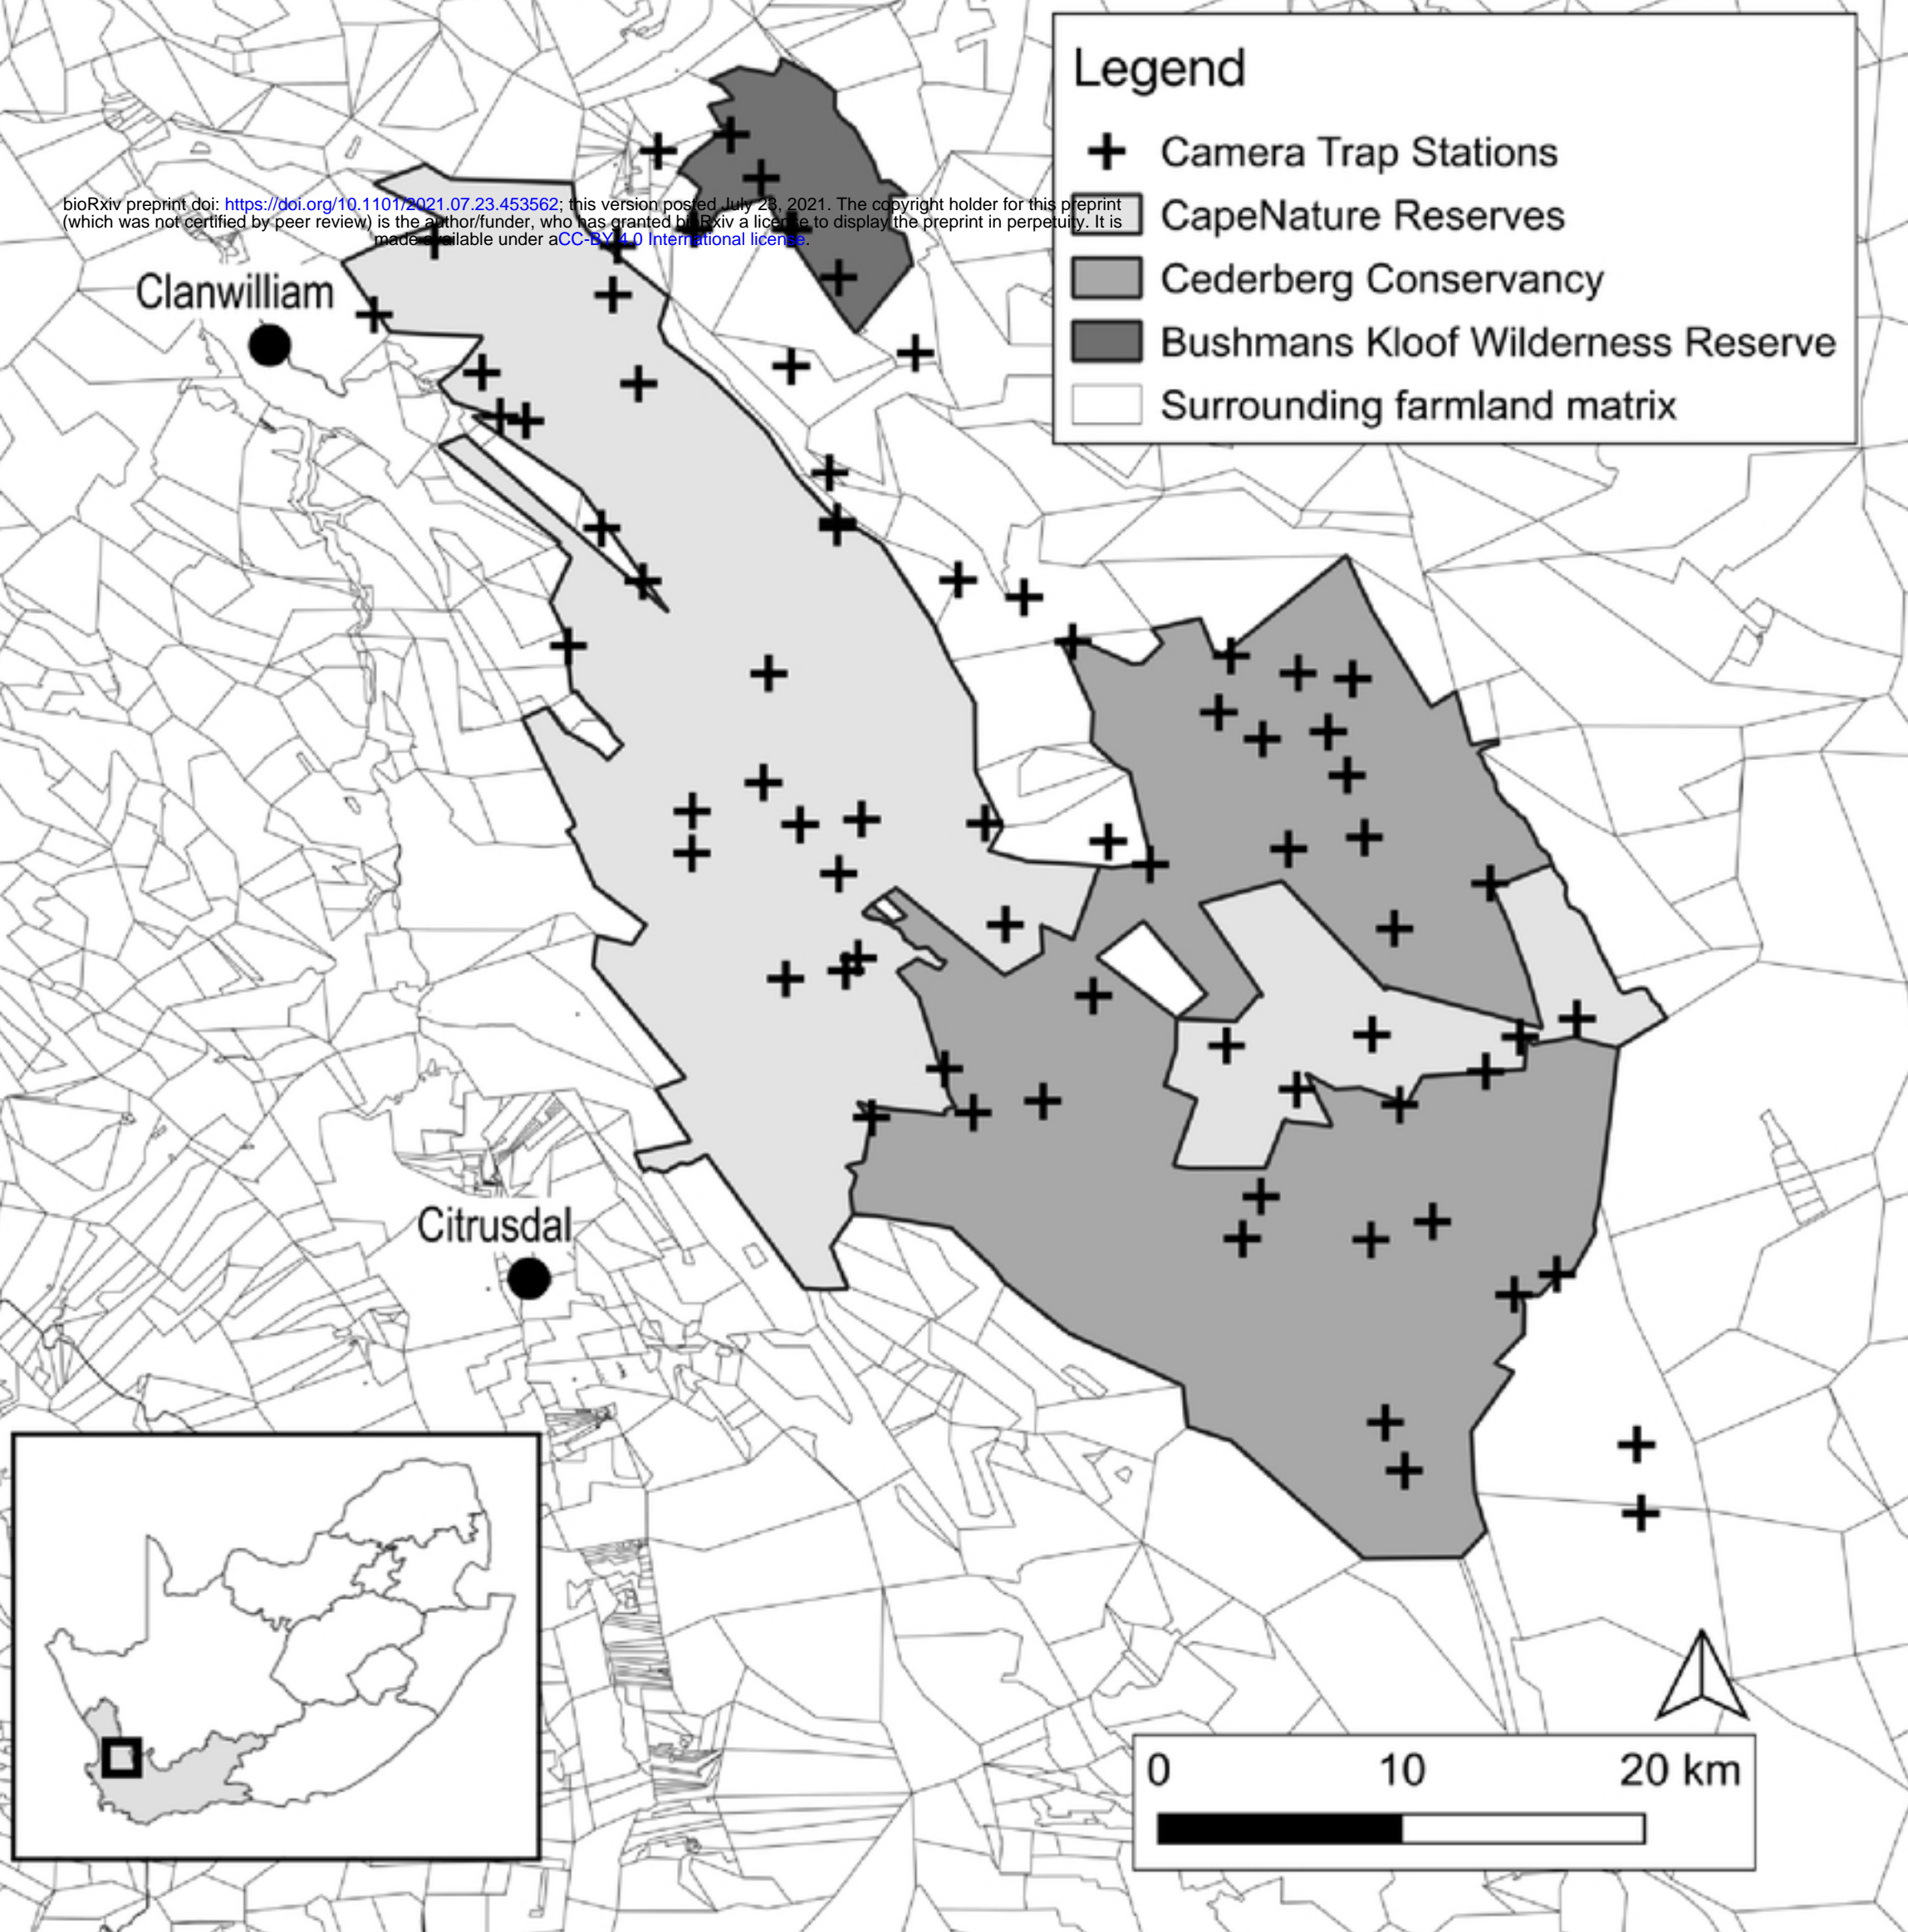 Legend
Camera Trap Stations
CapeNature Reserves
Cederberg Conservancy
Bushmans Kloof Wilderness Reserve
Surrounding farmland matrix
bioRxiv preprint doi: https://doi.org/10.1101/2021.07.23.453562; this version posted July 23, 2021. The copyright holder for this preprint
(which was not certified by peer review) is the author/funder, who has granted bioRxiv a license to display the preprint in perpetuity. It is
made available under aCC-BY 4.0 International license.
Clanwilliam
Citrusdal
0 10 20 km